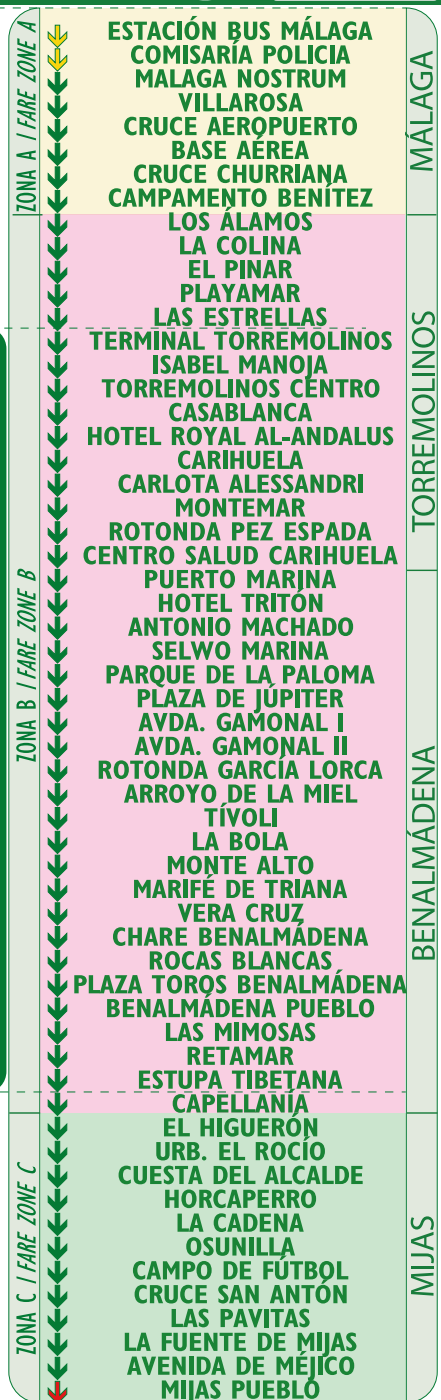 ZONA A / FARE ZONE A
ESTACIÓN BUS MÁLAGA
COMISARÍA POLICIA
MALAGA NOSTRUM
VILLAROSA
CRUCE AEROPUERTO
BASE AÉREA
CRUCE CHURRIANA
CAMPAMENTO BENÍTEZ
MÁLAGA
ZONA B / FARE ZONE B
LOS ÁLAMOS
LA COLINA
EL PINAR
PLAYAMAR
LAS ESTRELLAS
TERMINAL TORREMOLINOS
ISABEL MANOJA
TORREMOLINOS CENTRO
CASABLANCA
HOTEL ROYAL AL-ANDALUS
CARIHUELA
CARLOTA ALESSANDRI
MONTEMAR
ROTONDA PEZ ESPADA
CENTRO SALUD CARIHUELA
TORREMOLINOS
PUERTO MARINA
HOTEL TRITÓN
ANTONIO MACHADO
SELWO MARINA
PARQUE DE LA PALOMA
PLAZA DE JÚPITER
AVDA. GAMONAL I
AVDA. GAMONAL II
ROTONDA GARCÍA LORCA
ARROYO DE LA MIEL
TÍVOLI
LA BOLA
MONTE ALTO
MARIFÉ DE TRIANA
VERA CRUZ
CHARE BENALMÁDENA
ROCAS BLANCAS
PLAZA TOROS BENALMÁDENA
BENALMÁDENA PUEBLO
LAS MIMOSAS
RETAMAR
ESTUPA TIBETANA
CAPELLANÍA
BENALMÁDENA
ZONA C / FARE ZONE C
EL HIGUERÓN
URB. EL ROCÍO
CUESTA DEL ALCALDE
HORCAPERRO
LA CADENA
OSUNILLA
CAMPO DE FÚTBOL
CRUCE SAN ANTÓN
LAS PAVITAS
LA FUENTE DE MIJAS
AVENIDA DE MÉJICO
MIJAS PUEBLO
MIJAS